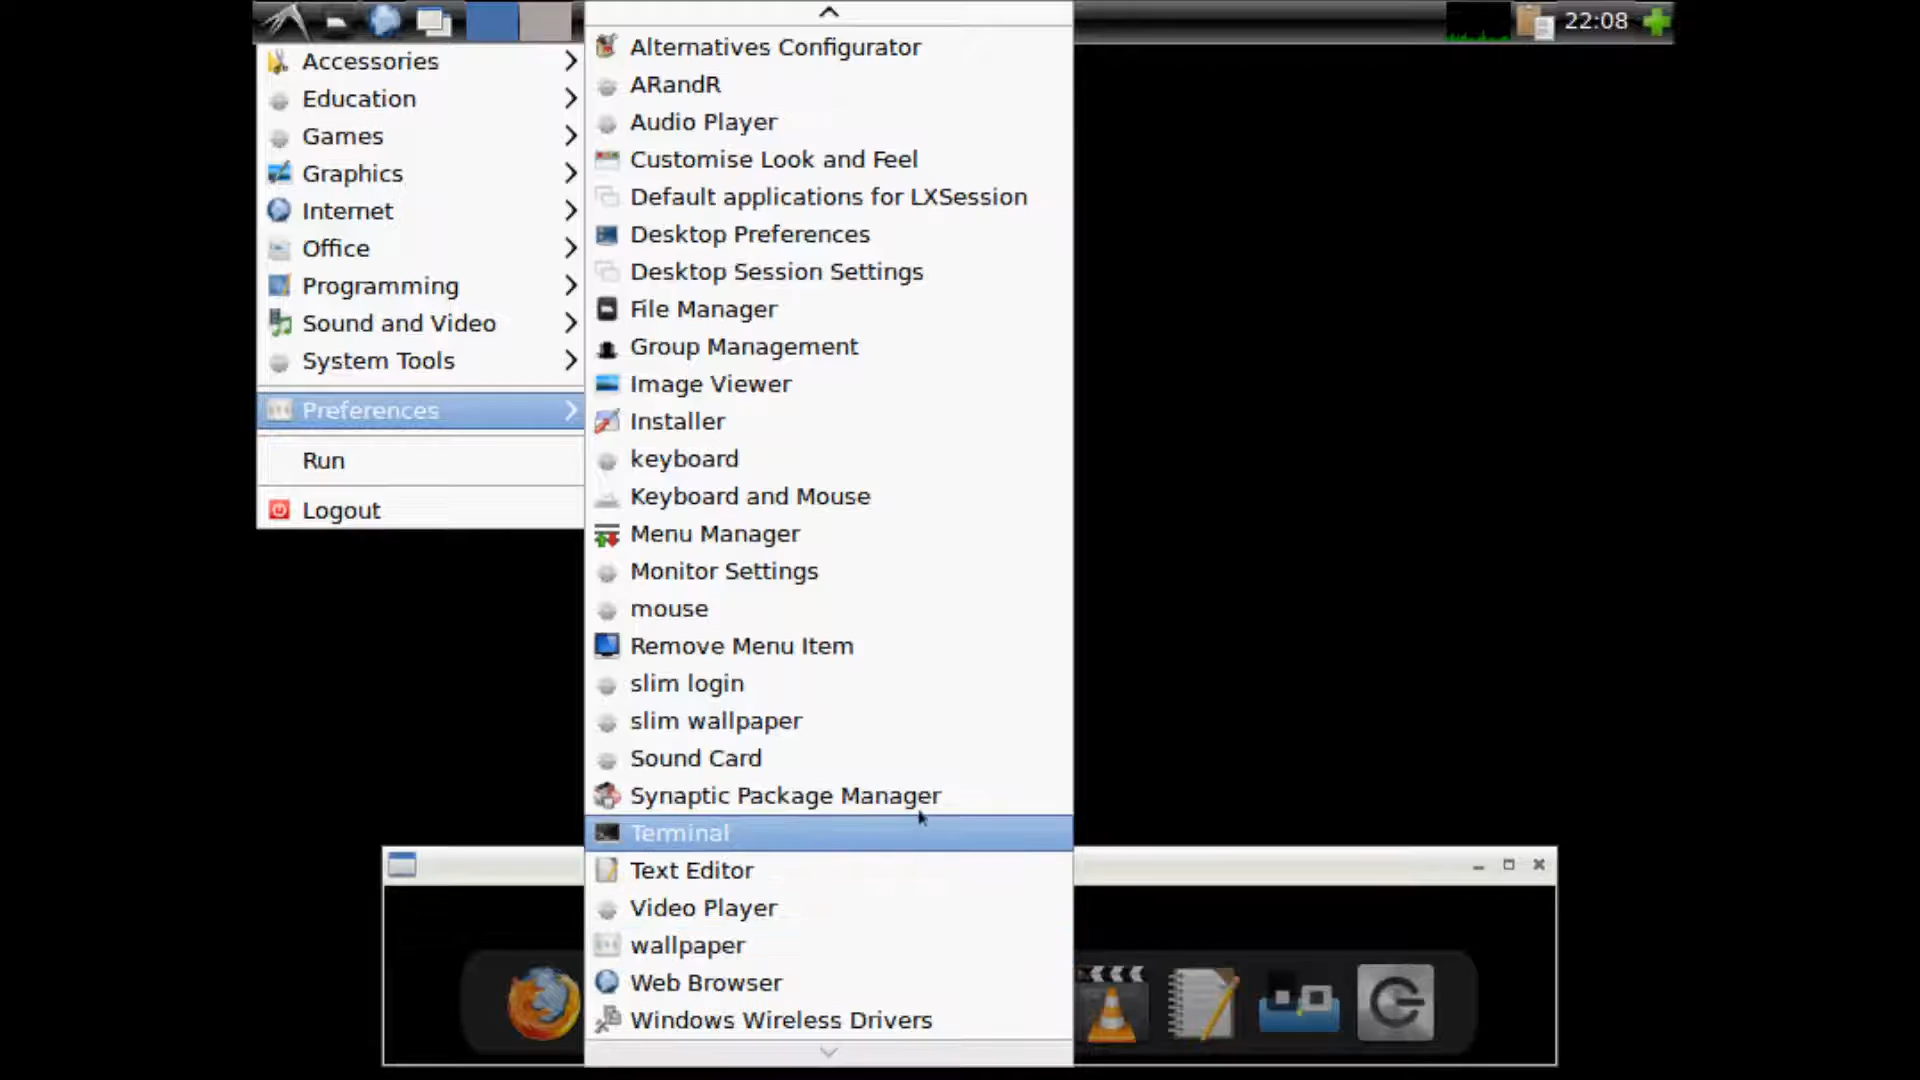 22:08
Accessories
Education
Games
Graphics
Internet
Office
Programming
Sound and Video
System Tools
Preferences
Run
Logout
Alternatives Configurator
ARandR
Audio Player
Customise Look and Feel
Default applications for LXSession
Desktop Preferences
Desktop Session Settings
File Manager
Group Management
Image Viewer
Installer
keyboard
Keyboard and Mouse
Menu Manager
Monitor Settings
mouse
Remove Menu Item
slim login
slim wallpaper
Sound Card
Synaptic Package Manager
Terminal
Text Editor
Video Player
wallpaper
Web Browser
Windows Wireless Drivers